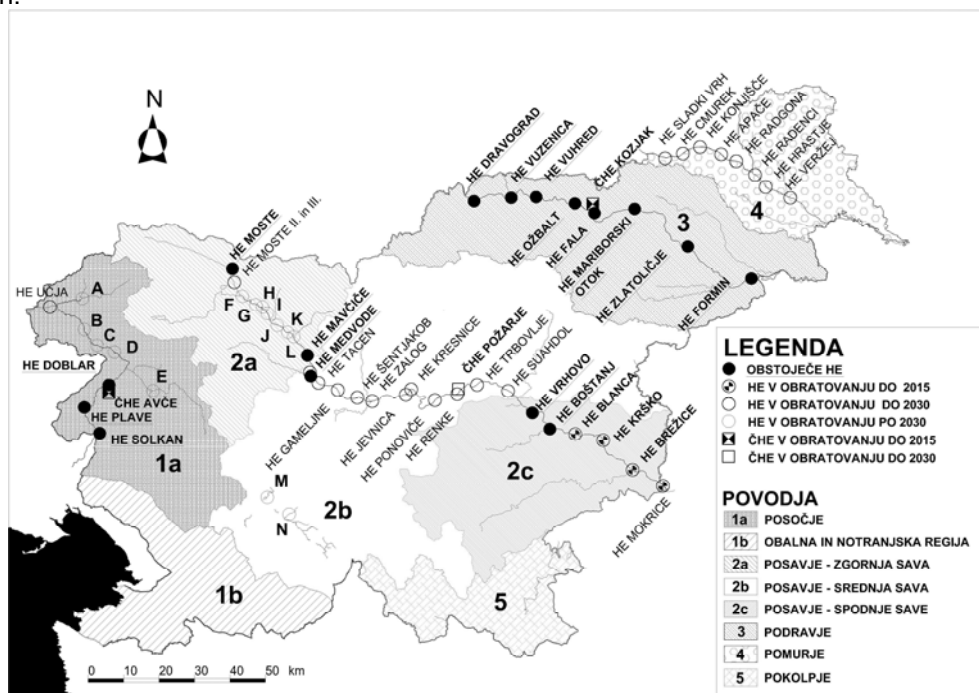 N
HE DRAVOGRAD
HE VUZENICA
HE VUHRED
ČHE KOZJAK
HE SLADKI VRH
HE CMUREK
HE KONJIŠČE
HE APAČE
HE RADGONA
HE RADENCI
HE HRASTJE
HE VERŽEJ
4
3
HE OŽBALT
HE FALA
HE MARIBORSKI
OTOK
HE ZLATOLIČJE
HE FORMIN
HE MOSTE
HE MOSTE II. in III.
HE UČJA
A
B
C
D
E
F
G
H
I
J
K
L
HE MAVČIČE
HE MEDVODE
HE TACEN
2a
HE DOBLAR
ČHE AVČE
HE PLAVE
HE SOLKAN
1a
HE GAMELJNE
HE ŠENTJAKOB
HE ZALOG
HE JEVNICA
HE KRESNICE
HE PONOVIČE
HE RENKE
ČHE POŽARJE
HE TRBOVLJE
HE SUAHDOL
HE VRHOVO
HE BOŠTANJ
HE BLANCA
HE KRŠKO
HE BREŽICE
HE MOKRICE
M
N
2b
2c
1b
5
0 10 20 30 40 50 km
LEGENDA
OBSTOJEČE HE
HE V OBRATOVANJU DO 2015
HE V OBRATOVANJU DO 2030
HE V OBRATOVANJU PO 2030
ČHE V OBRATOVANJU DO 2015
ČHE V OBRATOVANJU DO 2030
POVODJA
1a POSOČJE
1b OBALNA IN NOTRANJSKA REGIJA
2a POSAVJE - ZGORNJA SAVA
2b POSAVJE - SREDNJA SAVA
2c POSAVJE - SPODNJE SAVE
3 PODRAVJE
4 POMURJE
5 POKOLPJE